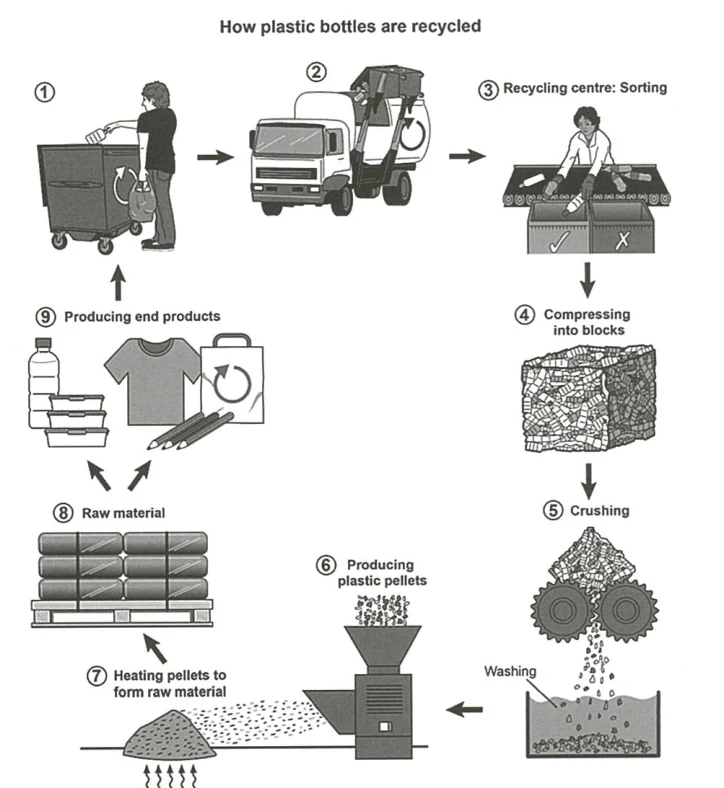 How plastic bottles are recycled
1
2
3 Recycling centre: Sorting
✓ X
4 Compressing
into blocks
5 Crushing
Washing
6 Producing
plastic pellets
7 Heating pellets to
form raw material
8 Raw material
9 Producing end products